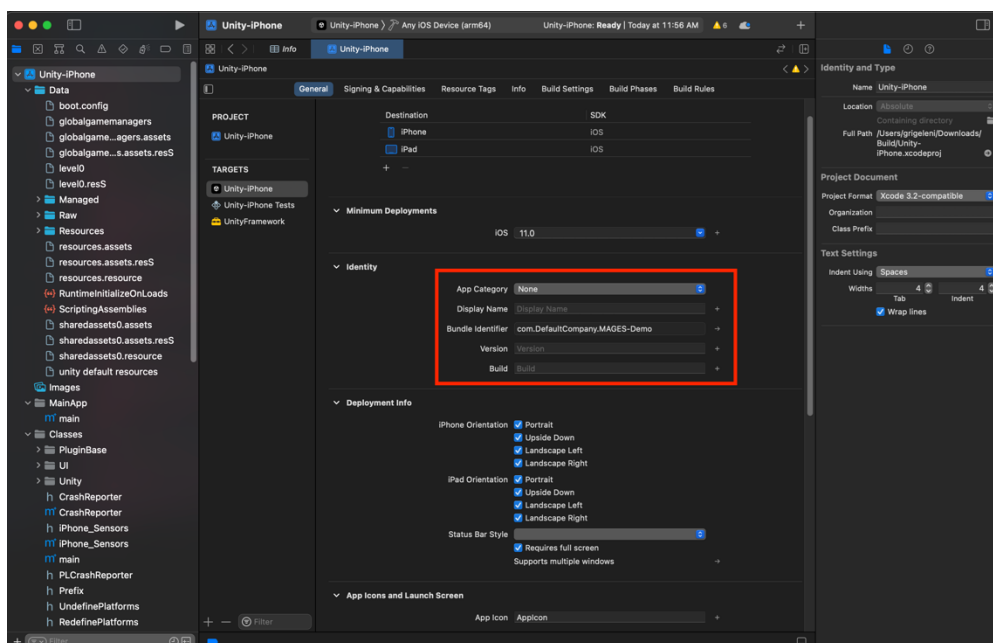 Unity-iPhone
Unity-iPhone 〉 Any iOS Device (arm64)
Unity-iPhone: Ready | Today at 11:56 AM
6
Info
Unity-iPhone
Unity-iPhone
Unity-iPhone
Data
boot.config
globalgamemanagers
globalgame...agers.assets
globalgame...s.assets.resS
level0
level0.resS
Managed
Raw
Resources
resources.assets
resources.assets.resS
resources.resource
RuntimeInitializeOnLoads
ScriptingAssemblies
sharedassets0.assets
sharedassets0.assets.resS
sharedassets0.resource
unity default resources
Images
MainApp
main
Classes
PluginBase
UI
Unity
CrashReporter
CrashReporter
iPhone_Sensors
iPhone_Sensors
main
PLCrashReporter
Prefix
UndefinePlatforms
RedefinePlatforms
Filter
General Signing & Capabilities Resource Tags Info Build Settings Build Phases Build Rules
PROJECT
Unity-iPhone
TARGETS
Unity-iPhone
Unity-iPhone Tests
UnityFramework
Filter
Destination SDK
iPhone iOS
iPad iOS
Minimum Deployments
iOS 11.0
Identity
App Category None
Display Name Display Name
Bundle Identifier com.DefaultCompany.MAGES-Demo
Version Version
Build Build
Deployment Info
iPhone Orientation Portrait
Upside Down
Landscape Left
Landscape Right
iPad Orientation Portrait
Upside Down
Landscape Left
Landscape Right
Status Bar Style
Requires full screen
Supports multiple windows
App Icons and Launch Screen
App Icon AppIcon
Identity and Type
Name Unity-iPhone
Location Absolute
Containing directory
Full Path /Users/grigeleni/Downloads/
Build/Unity-
iPhone.xcodeproj
Project Document
Project Format Xcode 3.2-compatible
Organization
Class Prefix
Text Settings
Indent Using Spaces
Widths 4 4
Tab Indent
Wrap lines